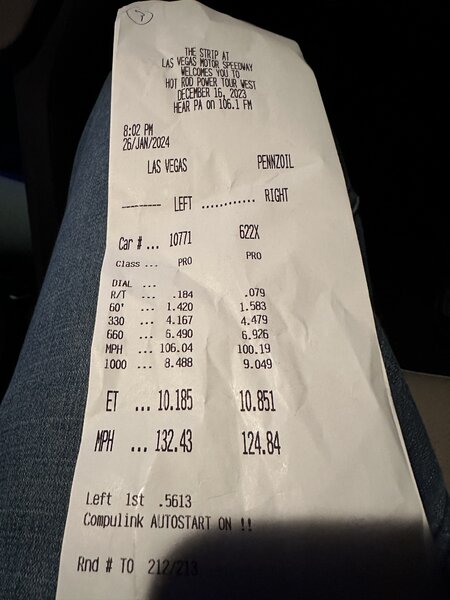 THE STRIP AT
LAS VEGAS MOTOR SPEEDWAY
WELCOMES YOU TO
HOT ROD POWER TOUR WEST
DECEMBER 16, 2023
HEAR PA on 106.1 FM
8:02 PM
26/JAN/2024
LAS VEGAS PENNZOIL
--------- LEFT ............ RIGHT
Car # ... 10771 622X
Class ... PRO PRO
DIAL ...
R/T ... .184 .079
60' ... 1.420 1.583
330 ... 4.167 4.479
660 ... 6.490 6.926
MPH ... 106.04 100.19
1000 ... 8.488 9.049
ET ... 10.185 10.851
MPH ... 132.43 124.84
Left 1st .5613
Compulink AUTOSTART ON !!
Rnd # TO 212/213